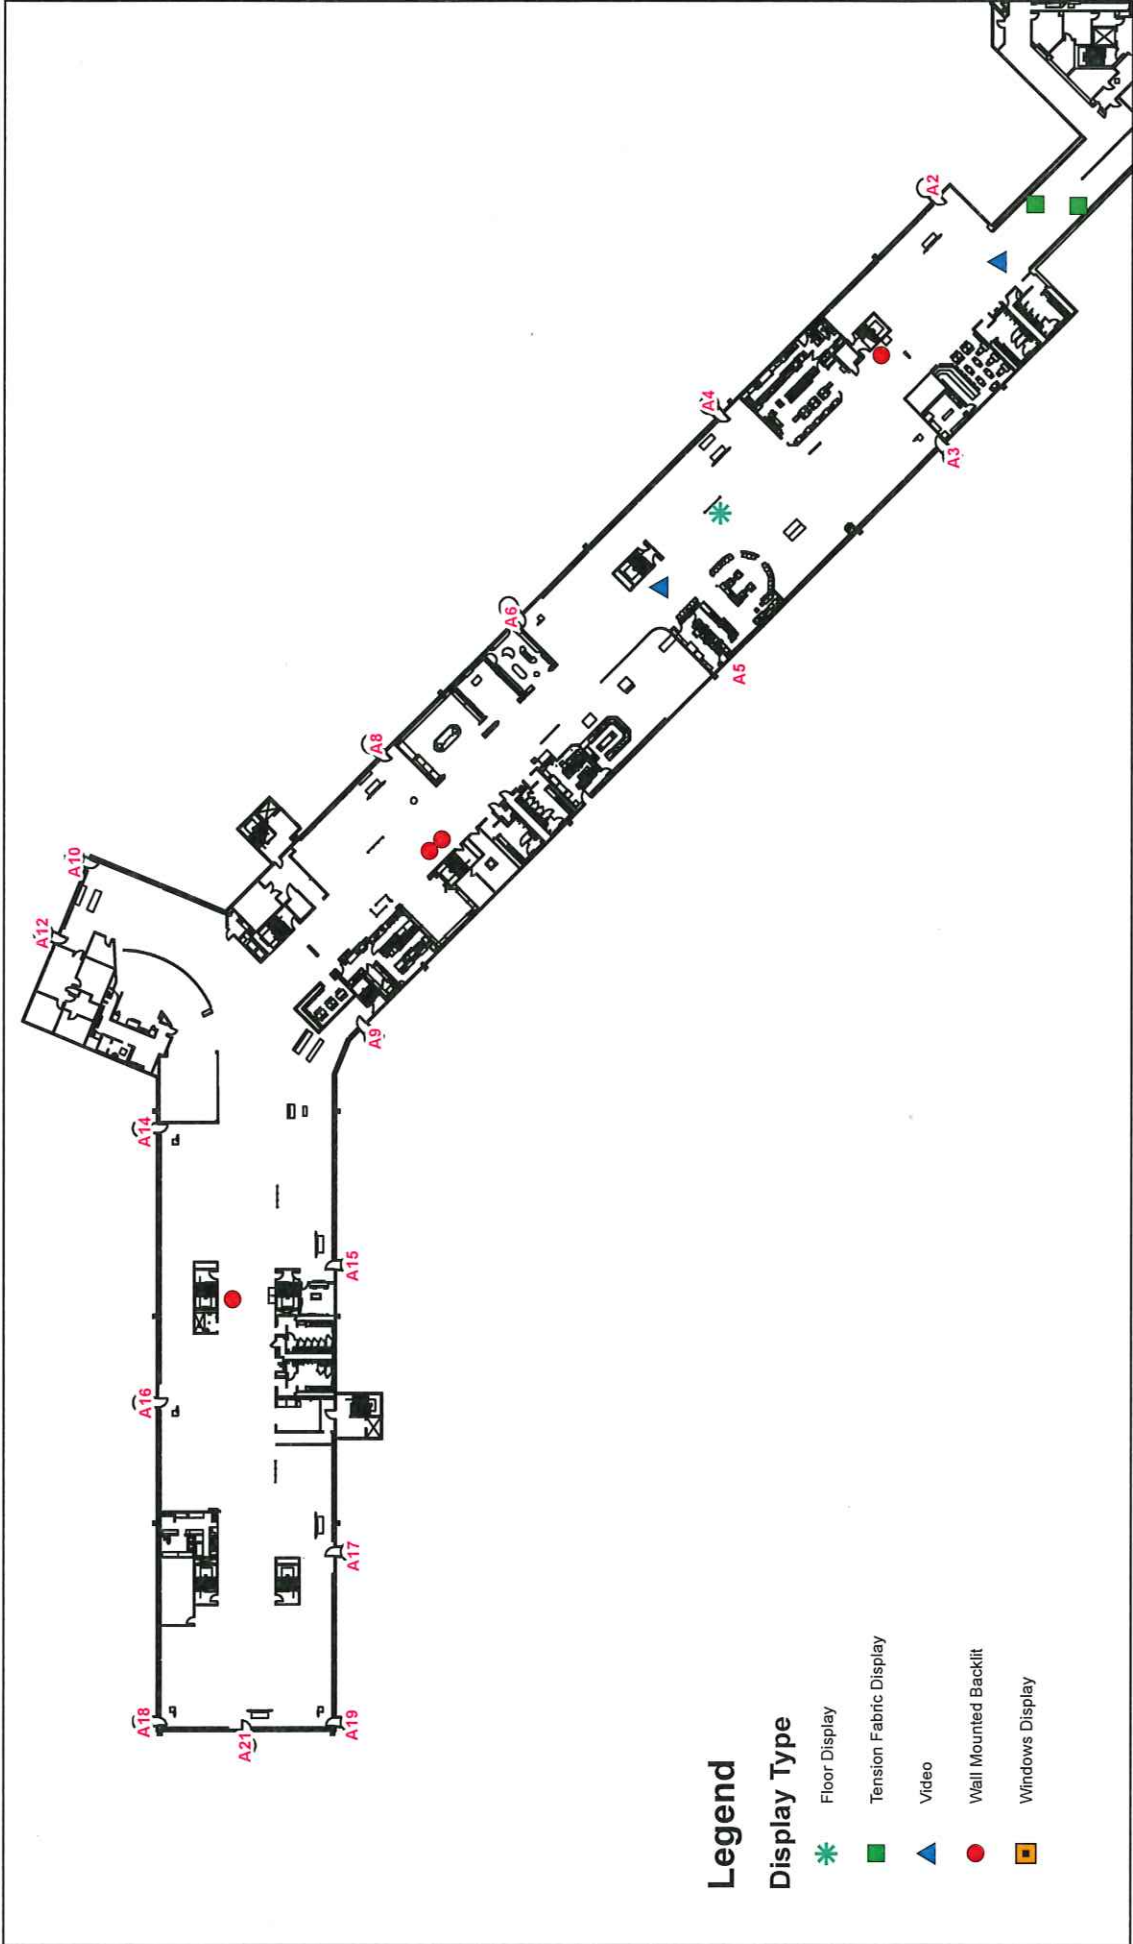 A18
A21
A19
A17
A16
A15
A14
A12
A10
A9
A8
A6
A5
A4
A3
A2
Legend
Display Type
Floor Display
Tension Fabric Display
Video
Wall Mounted Backlit
Windows Display